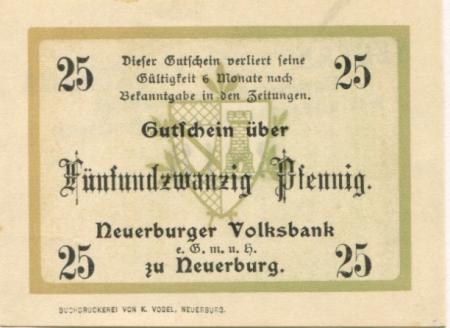 25
25
Dieser Gutschein verliert seine
Gültigkeit 6 Monate nach
Bekanntgabe in den Zeitungen.
Gutschein über
Fünfundzwanzig Pfennig.
Neuerburger Volksbank
e. G. m. u. H.
zu Neuerburg.
25
25
BUCHDRUCKEREI VON K. VOGEL, NEUERBURG.